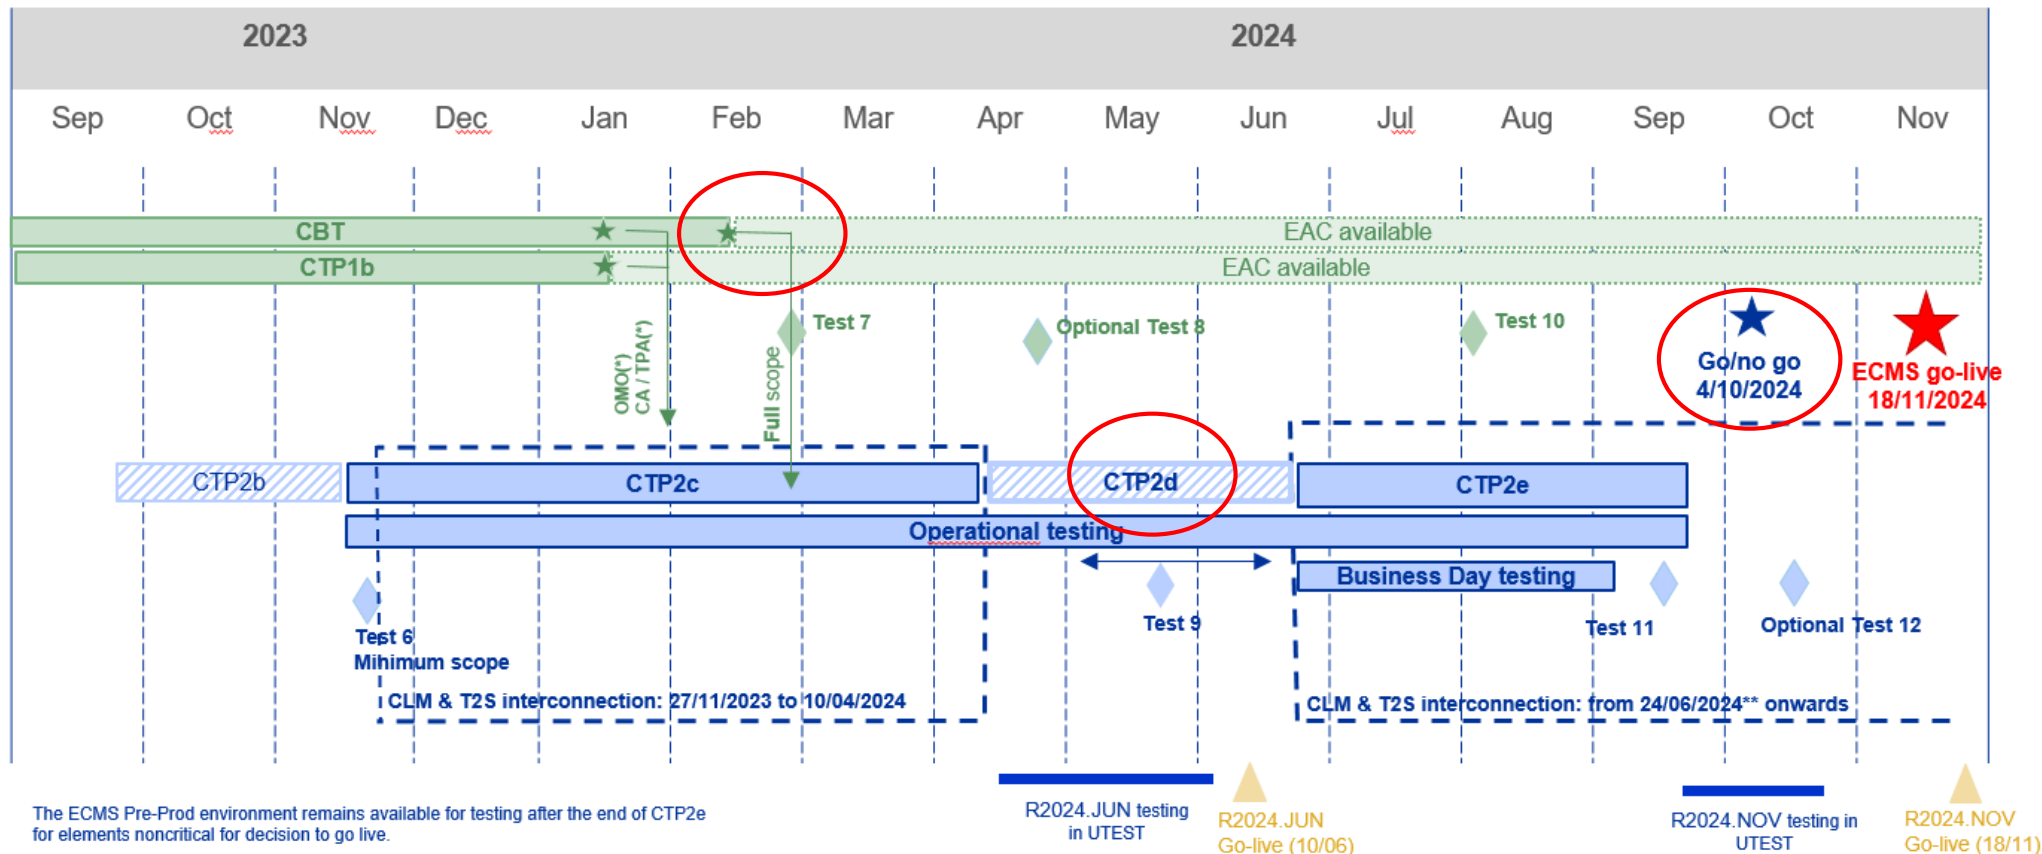 2023
2024
Sep
Oct
Nov
Dec
Jan
Feb
Mar
Apr
May
Jun
Jul
Aug
Sep
Oct
Nov
CBT
EAC available
CTP1b
EAC available
Test 7
Optional Test 8
Test 10
OMO(*)
CA / TPA(*)
Full scope
Go/no go
4/10/2024
ECMS go-live
18/11/2024
CTP2b
CTP2c
CTP2d
CTP2e
Operational testing
Business Day testing
Test 6
Minimum scope
Test 9
Test 11
Optional Test 12
CLM & T2S interconnection: 27/11/2023 to 10/04/2024
CLM & T2S interconnection: from 24/06/2024** onwards
The ECMS Pre-Prod environment remains available for testing after the end of CTP2e
for elements noncritical for decision to go live.
R2024.JUN testing
in UTEST
R2024.JUN
Go-live (10/06)
R2024.NOV testing in
UTEST
R2024.NOV
Go-live (18/11)